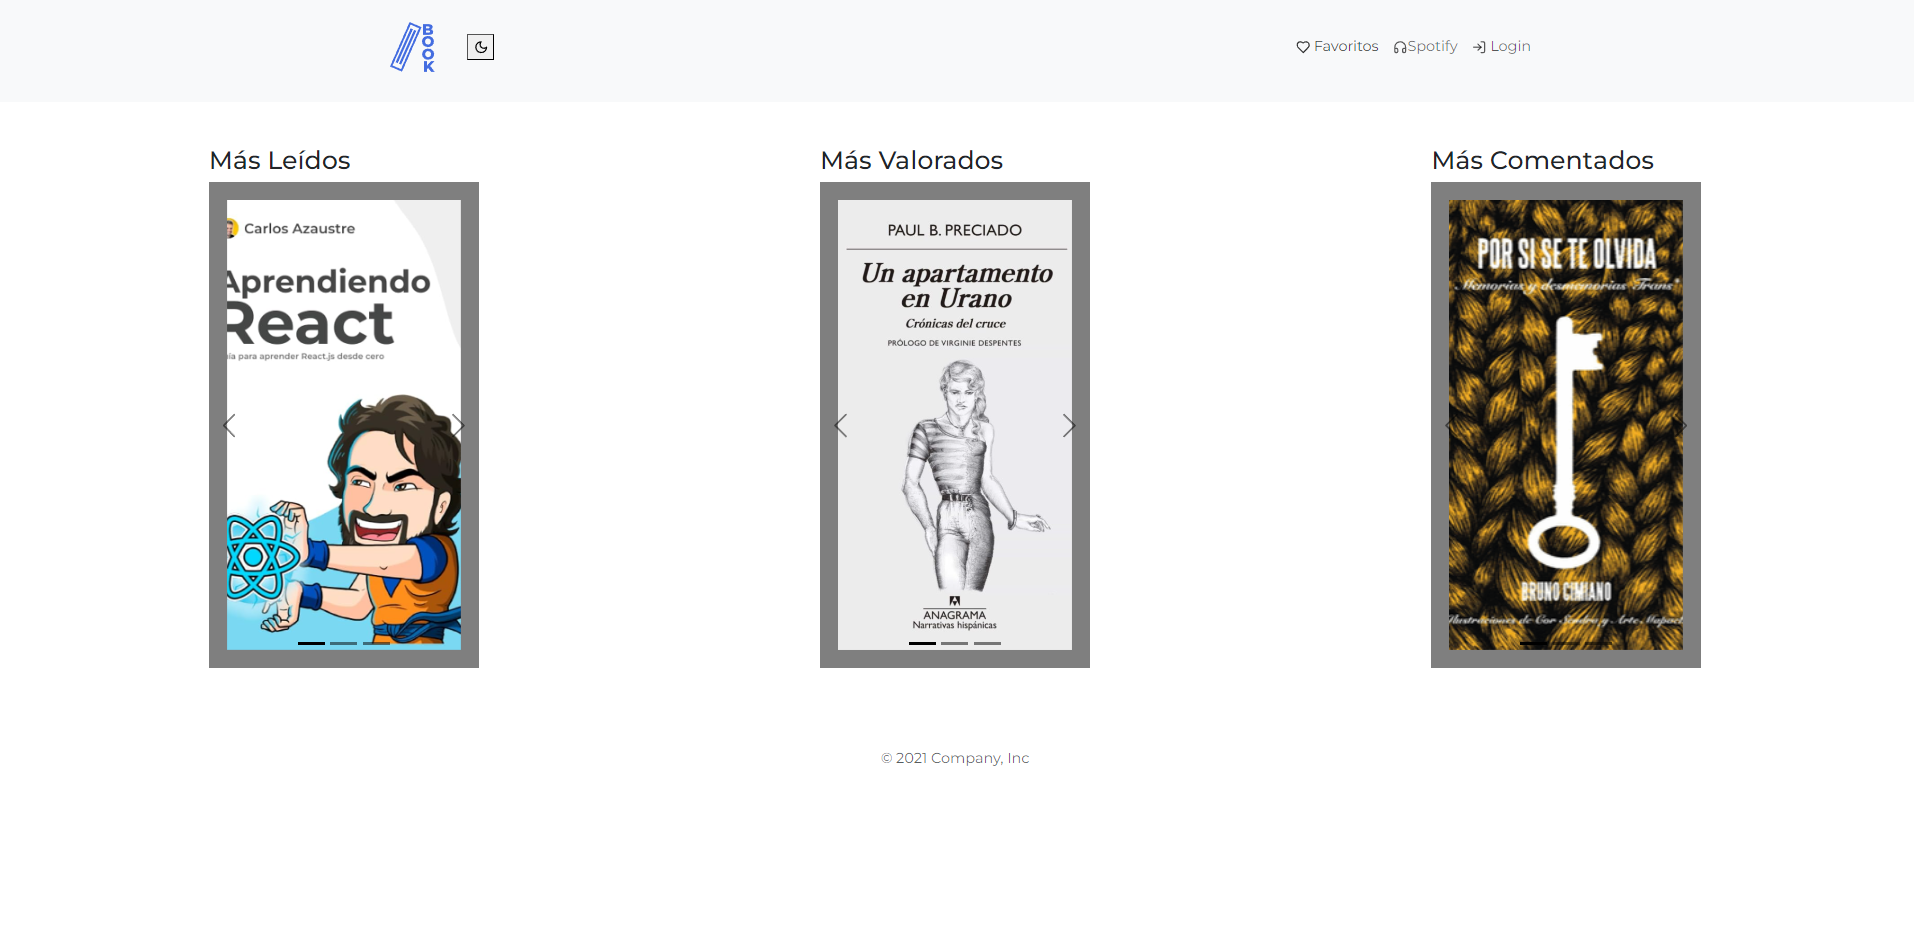 BOOK
Favoritos
Spotify
Login
Más Leídos
Carlos Azaustre
Aprendiendo
React
ía para aprender React.js desde cero
Más Valorados
PAUL B. PRECIADO
Un apartamento
en Urano
Crónicas del cruce
PRÓLOGO DE VIRGINIE DESPENTES
ANAGRAMA
Narrativas hispánicas
Más Comentados
POR SI SE TE OLVIDA
Memorias y desmemorias Trans*
BRUNO CIMIANO
Ilustraciones de Cor Sendra y Arte
© 2021 Company, Inc